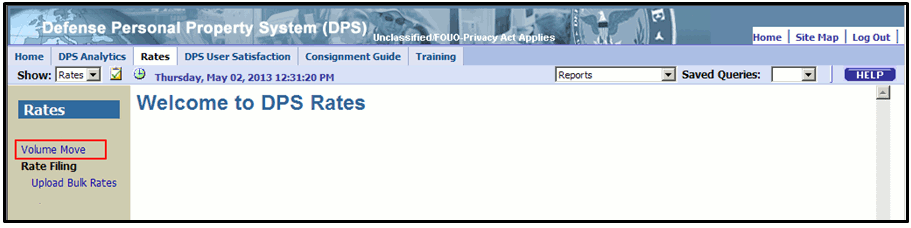 Defense Personal Property System (DPS)
Unclassified/FOUO-Privacy Act Applies
Home | Site Map | Log Out |
Home DPS Analytics Rates DPS User Satisfaction Consignment Guide Training
Show: Rates Thursday, May 02, 2013 12:31:20 PM Reports Saved Queries: HELP
Rates
Welcome to DPS Rates
Volume Move
Rate Filing
Upload Bulk Rates